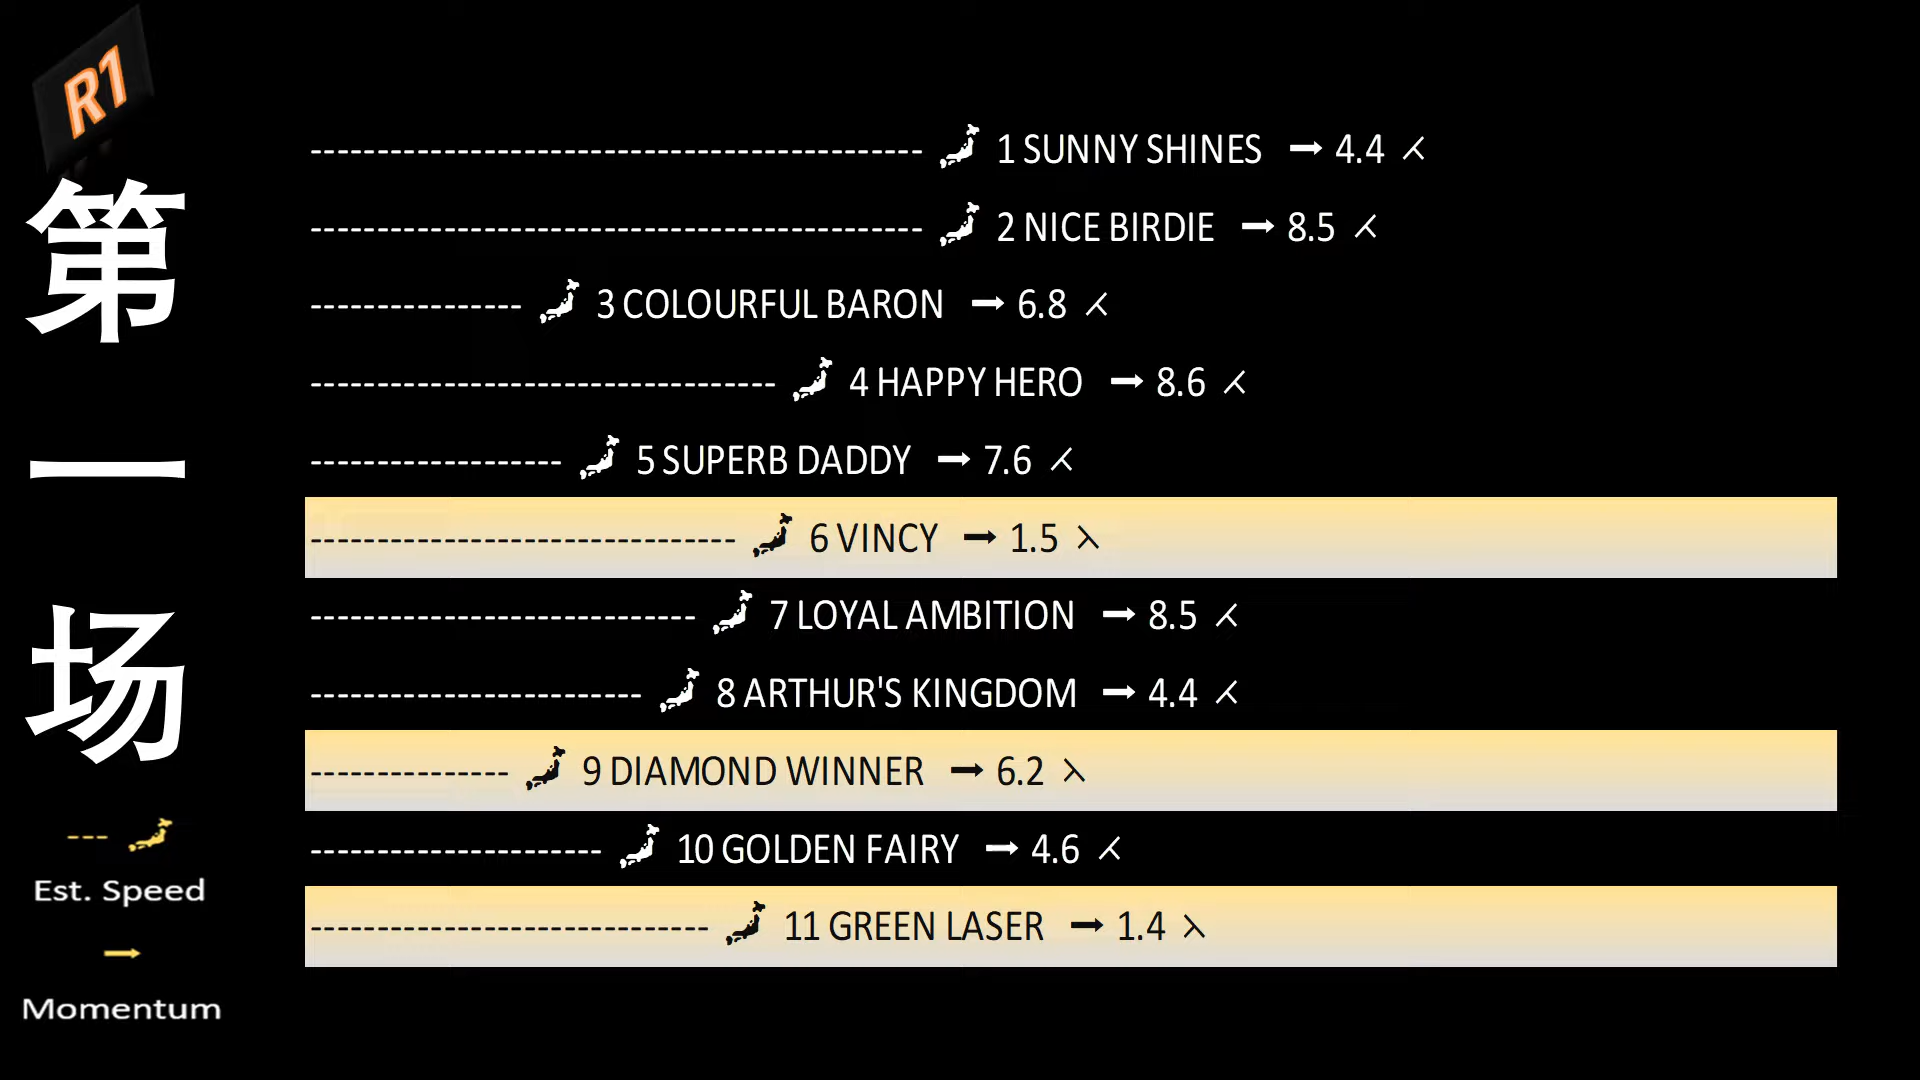 R1
第
一
场
1 SUNNY SHINES → 4.4 ⋌
2 NICE BIRDIE → 8.5 ⋌
3 COLOURFUL BARON → 6.8 ⋌
4 HAPPY HERO → 8.6 ⋌
5 SUPERB DADDY → 7.6 ⋌
6 VINCY → 1.5 ⋋
7 LOYAL AMBITION → 8.5 ⋌
8 ARTHUR'S KINGDOM → 4.4 ⋌
9 DIAMOND WINNER → 6.2 ⋋
10 GOLDEN FAIRY → 4.6 ⋌
11 GREEN LASER → 1.4 ⋋
Est. Speed
→
Momentum